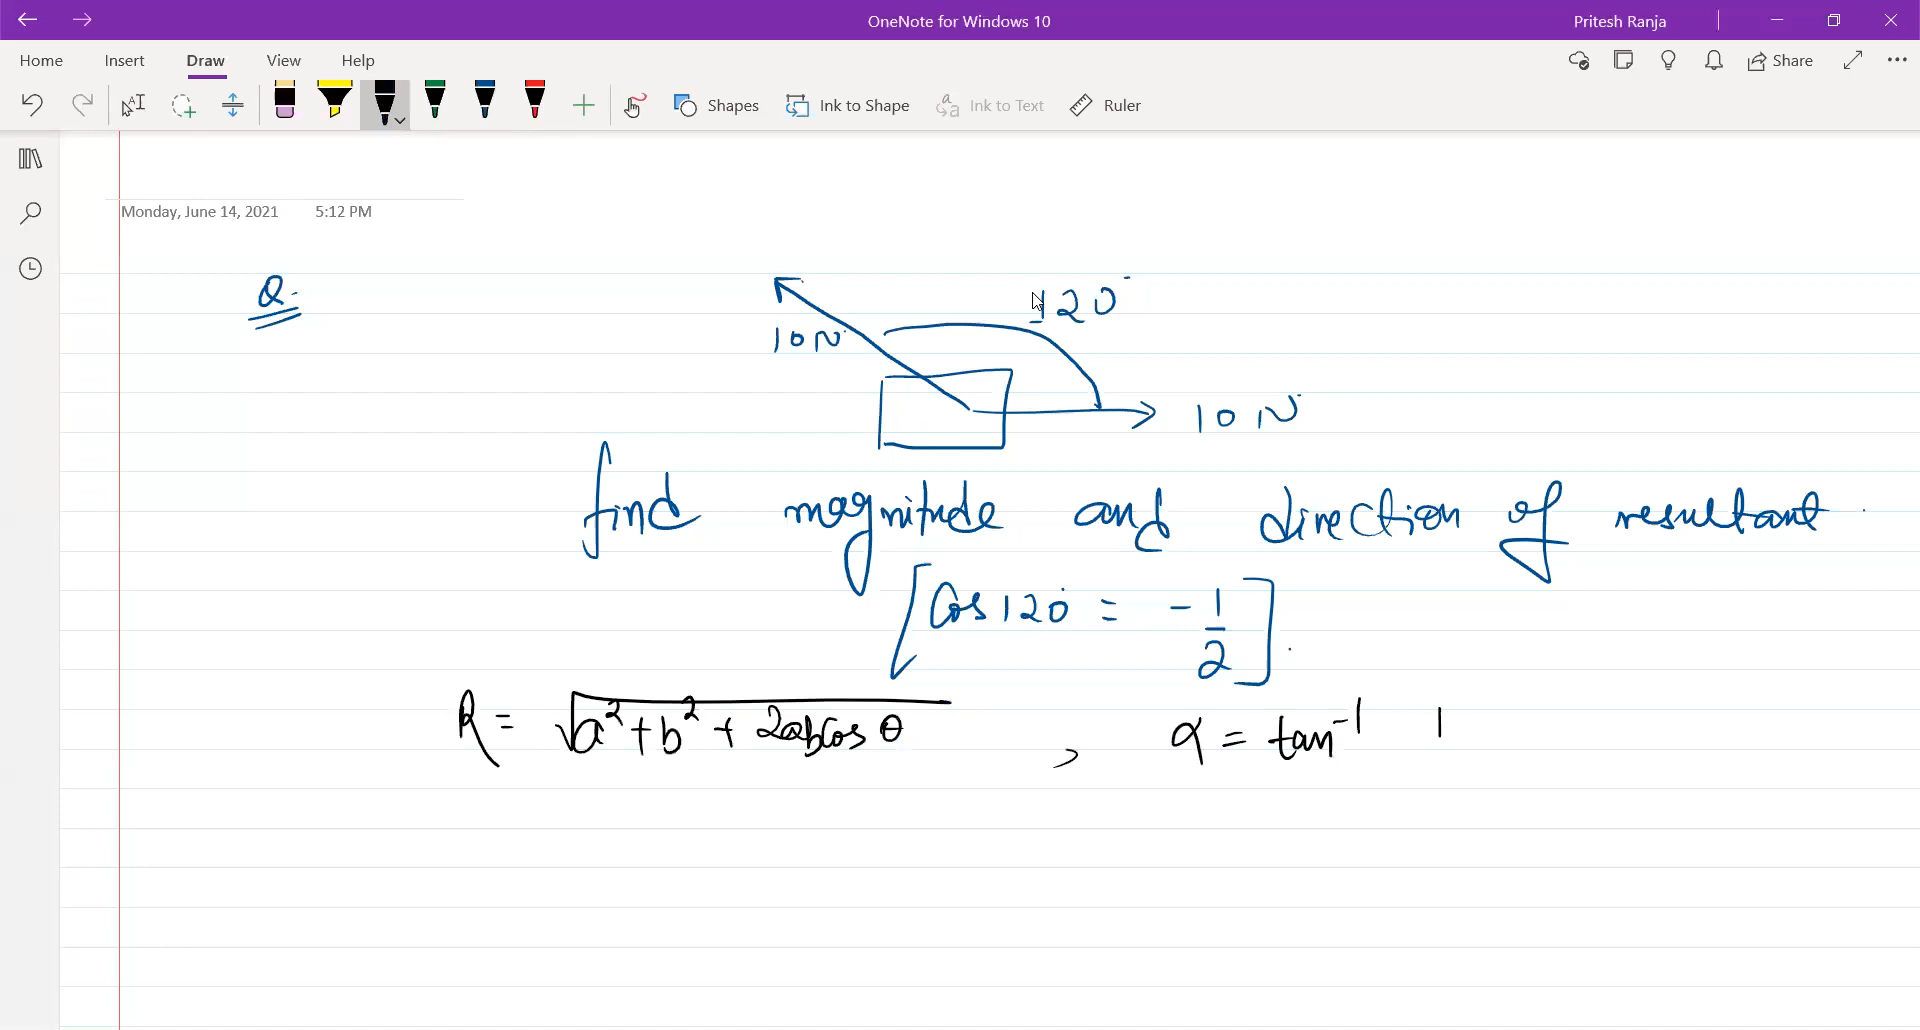 OneNote for Windows 10
Pritesh Ranja
Home Insert Draw View Help
Share
Shapes Ink to Shape Ink to Text Ruler
Monday, June 14, 2021 5:12 PM
Q.
120°
10 N
10 N
find magnitude and direction of resultant.
[Cos 120° = -1/2].
R = √a²+b²+2abcos θ , α = tan⁻¹ |